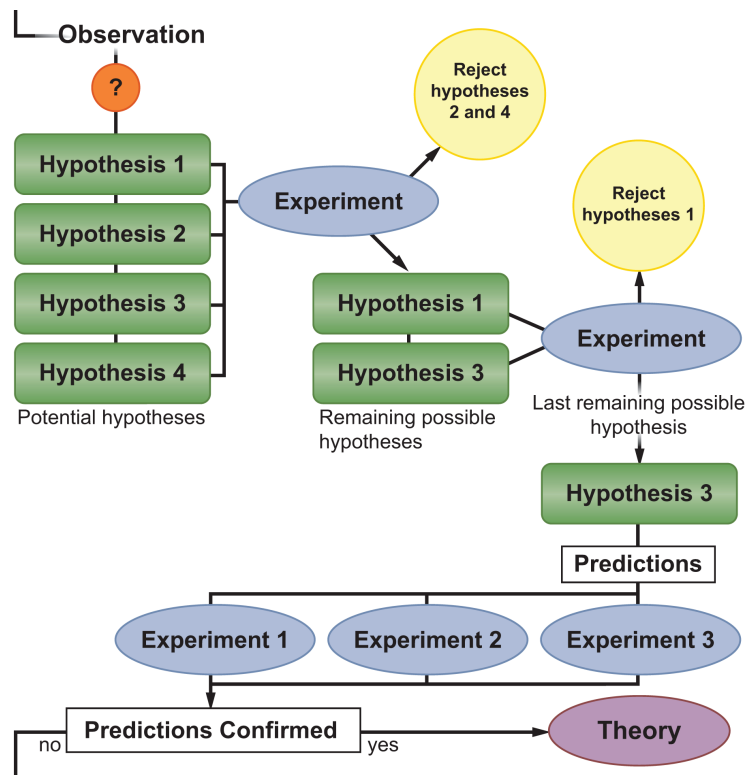 Observation
?
Hypothesis 1
Hypothesis 2
Hypothesis 3
Hypothesis 4
Potential hypotheses
Experiment
Reject
hypotheses
2 and 4
Hypothesis 1
Hypothesis 3
Remaining possible
hypotheses
Experiment
Reject
hypotheses 1
Last remaining possible
hypothesis
Hypothesis 3
Predictions
Experiment 1
Experiment 2
Experiment 3
Predictions Confirmed
no
yes
Theory